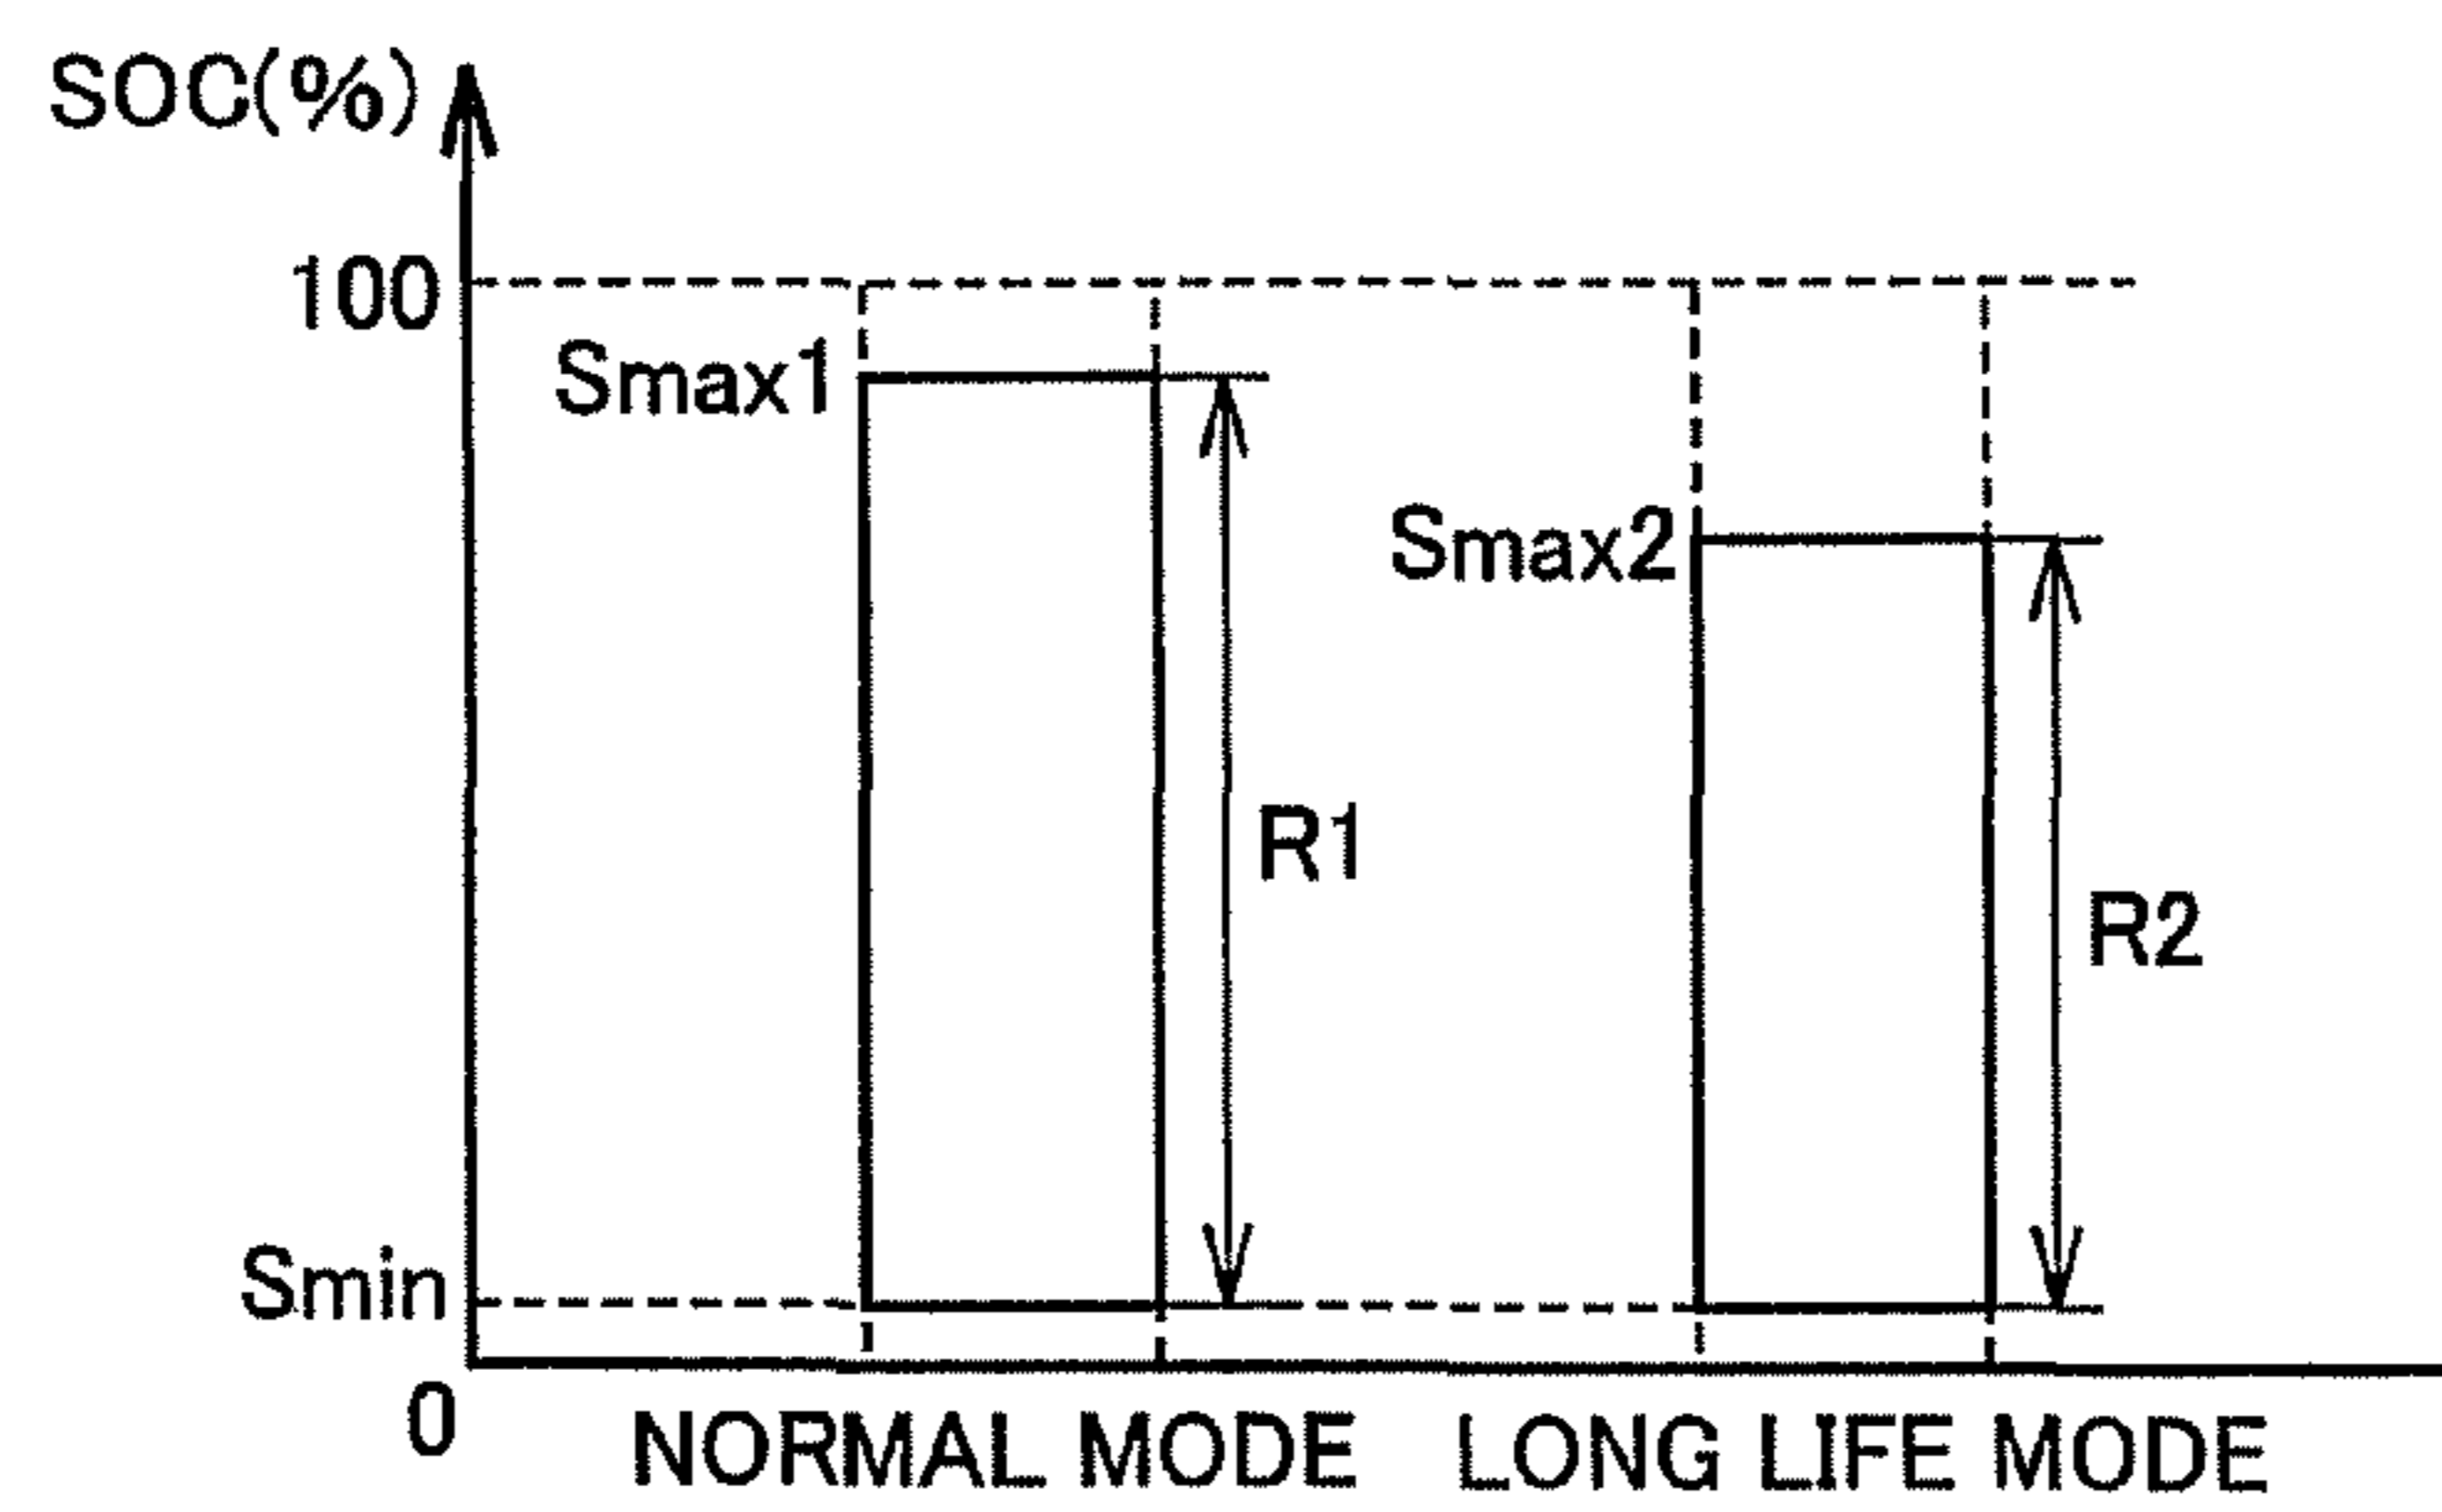 SOC(%)
100
Smax1
Smax2
R1
R2
Smin
0
NORMAL MODE
LONG LIFE MODE